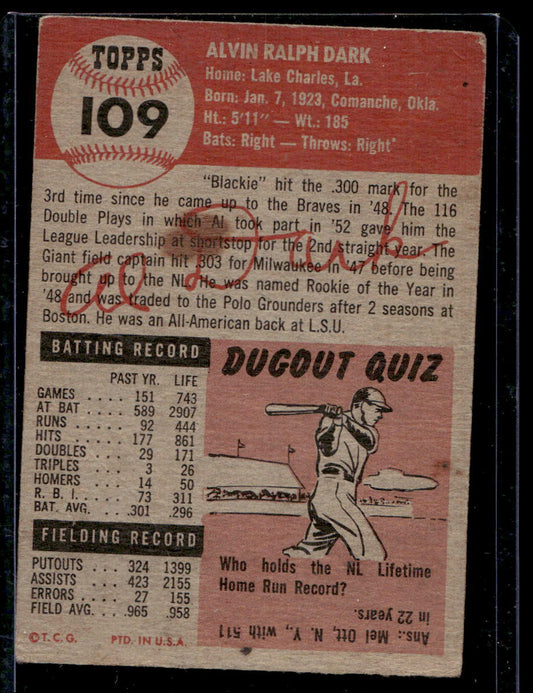 TOPPS
109
ALVIN RALPH DARK
Home: Lake Charles, La.
Born: Jan. 7, 1923, Comanche, Okla.
Ht.: 5'11" — Wt.: 185
Bats: Right — Throws: Right
"Blackie" hit the .300 mark for the
3rd time since he came up to the Braves in '48. The 116
Double Plays in which Al took part in '52 gave him the
League Leadership at shortstop for the 2nd straight year. The
Giant field captain hit .303 for Milwaukee in '47 before being
brought up to the NL. He was named Rookie of the Year in
'48 and was traded to the Polo Grounders after 2 seasons at
Boston. He was an All-American back at L.S.U.
Al Dark
BATTING RECORD
PAST YR. LIFE
GAMES . . . . 151 743
AT BAT . . . . 589 2907
RUNS . . . . 92 444
HITS . . . . 177 861
DOUBLES . . 29 171
TRIPLES . . . 3 26
HOMERS . . . 14 50
R. B. I. . . . . 73 311
BAT. AVG. . . .301 .296
FIELDING RECORD
PUTOUTS . . 324 1399
ASSISTS . . . 423 2155
ERRORS . . . 27 155
FIELD AVG. . . .965 .958
© T. C. G. PTD. IN U.S.A.
DUGOUT QUIZ
Who holds the NL Lifetime
Home Run Record?
Ans.: Mel Ott, N. Y., with 511
in 22 years.